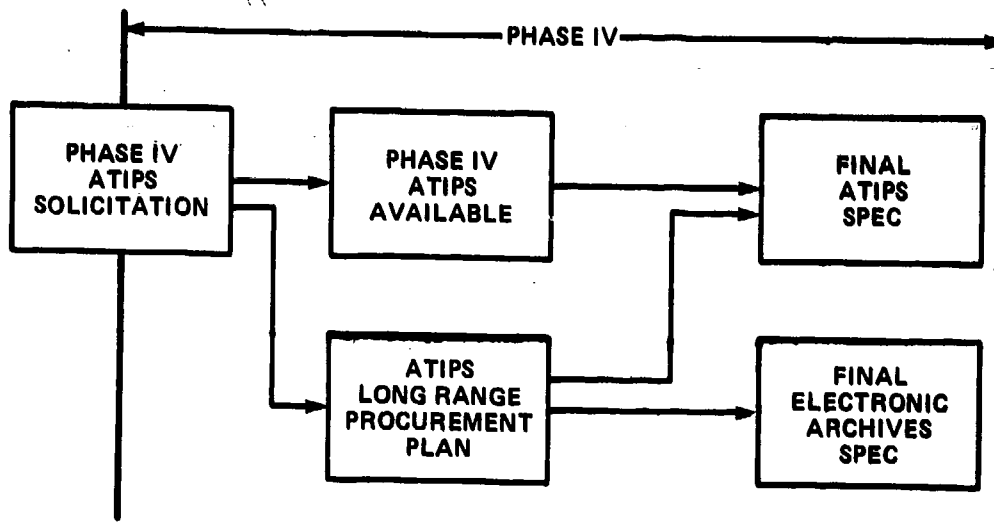 PHASE IV
PHASE IV
ATIPS
SOLICITATION
PHASE IV
ATIPS
AVAILABLE
FINAL
ATIPS
SPEC
ATIPS
LONG RANGE
PROCUREMENT
PLAN
FINAL
ELECTRONIC
ARCHIVES
SPEC